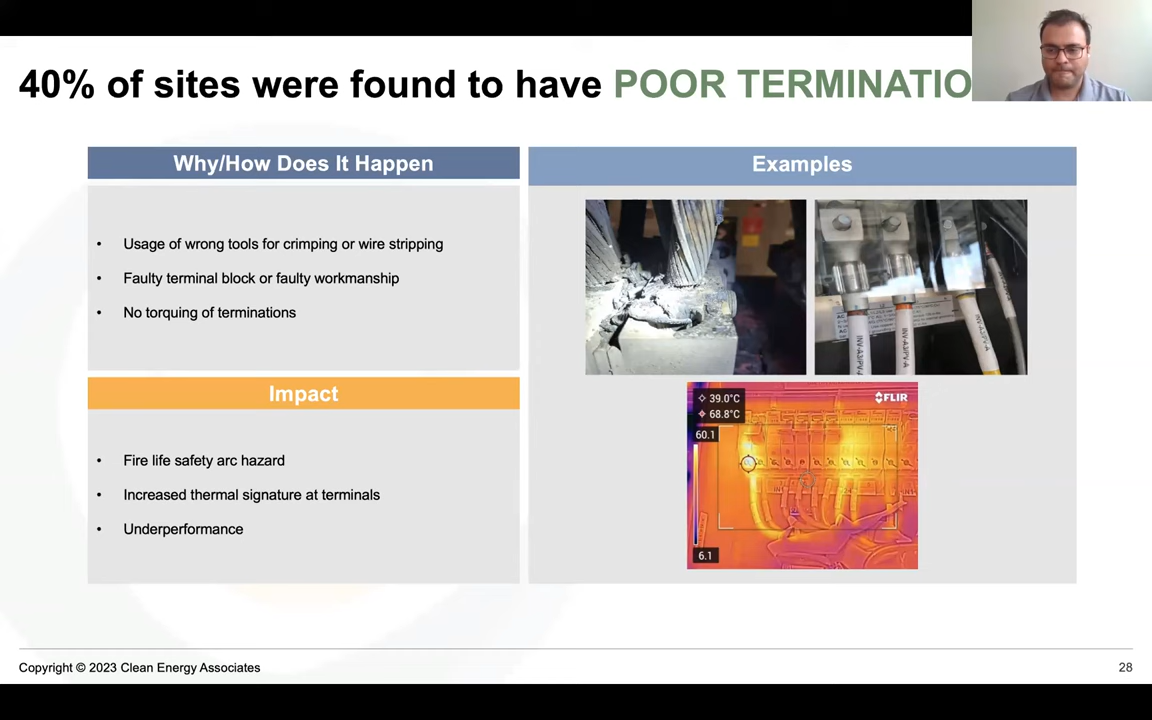 40% of sites were found to have POOR TERMINATIO
Why/How Does It Happen
• Usage of wrong tools for crimping or wire stripping
• Faulty terminal block or faulty workmanship
• No torquing of terminations
Impact
• Fire life safety arc hazard
• Increased thermal signature at terminals
• Underperformance
Examples
39.0°C
68.8°C
FLIR
60.1
6.1
Copyright © 2023 Clean Energy Associates
28